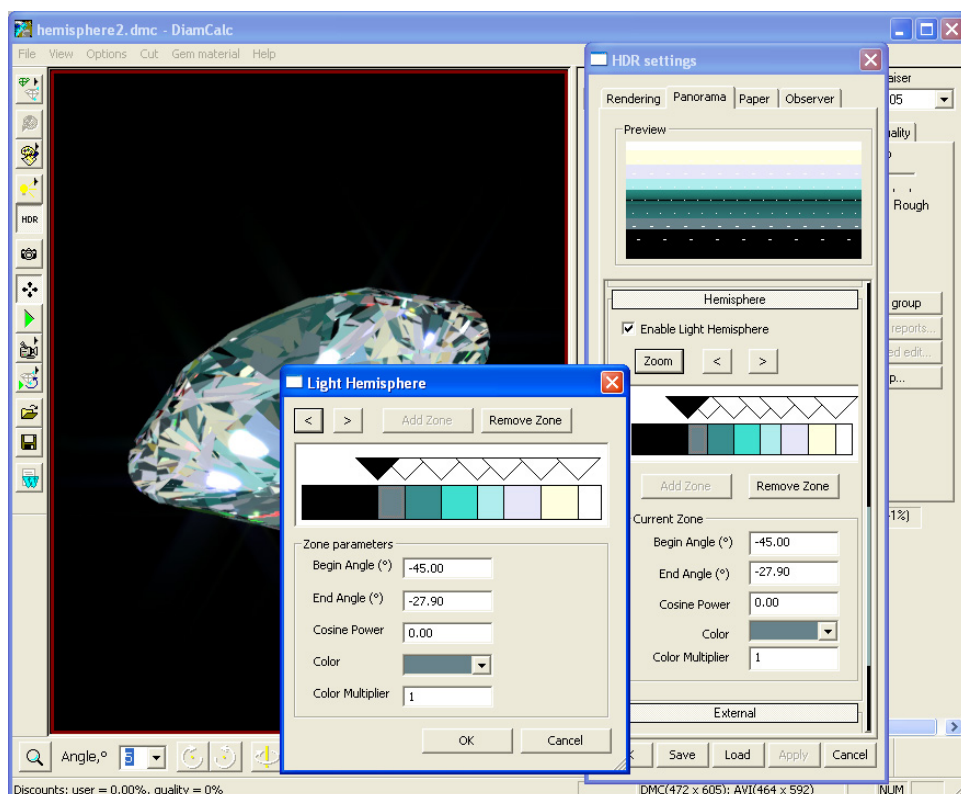 hemisphere2.dmc - DiamCalc
File View Options Cut Gem material Help
HDR
HDR settings
Rendering Panorama Paper Observer
Preview
Hemisphere
Enable Light Hemisphere
Zoom < >
Add Zone Remove Zone
Current Zone
Begin Angle (°) -45.00
End Angle (°) -27.90
Cosine Power 0.00
Color
Color Multiplier 1
External
Save Load Apply Cancel
Light Hemisphere
< > Add Zone Remove Zone
Zone parameters
Begin Angle (°) -45.00
End Angle (°) -27.90
Cosine Power 0.00
Color
Color Multiplier 1
OK Cancel
05
Rough
group
reports...
ed edit...
p...
-1%)
Angle,° 5
Discounts: user = 0.00%, quality = 0%
DMC(472 x 605); AVI(464 x 592)
NUM